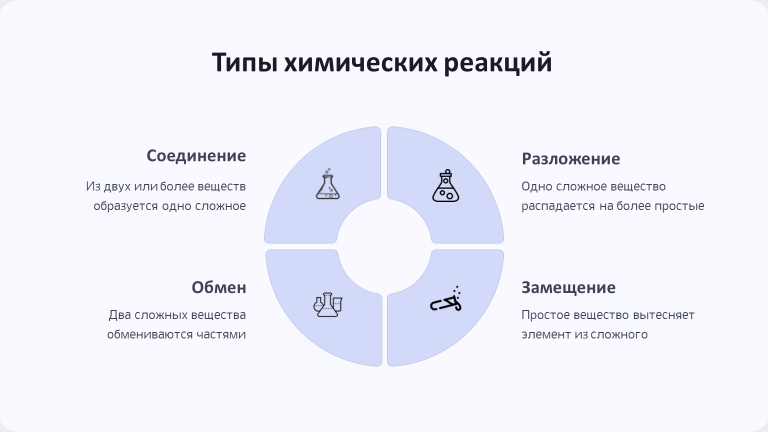 Типы химических реакций
Соединение
Из двух или более веществ
образуется одно сложное
Разложение
Одно сложное вещество
распадается на более простые
Обмен
Два сложных вещества
обмениваются частями
Замещение
Простое вещество вытесняет
элемент из сложного